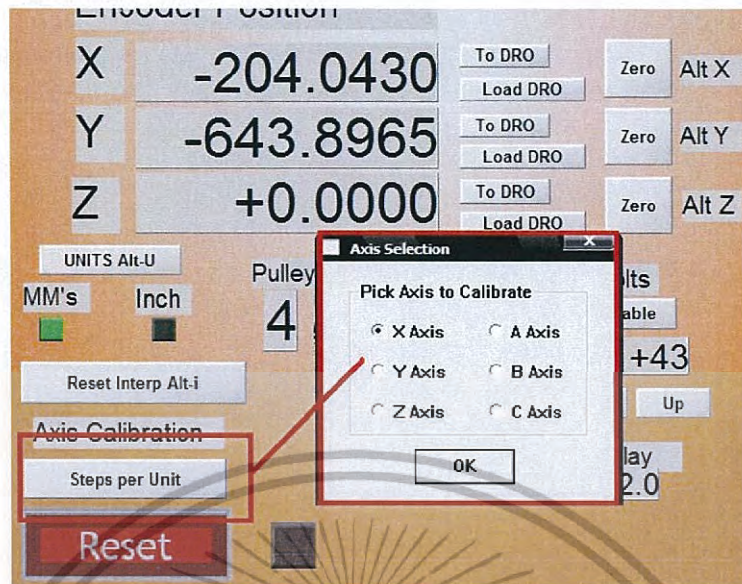 Encoder Position
X -204.0430 To DRO Load DRO Zero Alt X
Y -643.8965 To DRO Load DRO Zero Alt Y
Z +0.0000 To DRO Load DRO Zero Alt Z
UNITS Alt-U
MM's Inch
Pulley
4
Reset Interp Alt-i
Axis Calibration
Steps per Unit
Reset
Axis Selection
Pick Axis to Calibrate
X Axis A Axis
Y Axis B Axis
Z Axis C Axis
OK
+43
Up
2.0